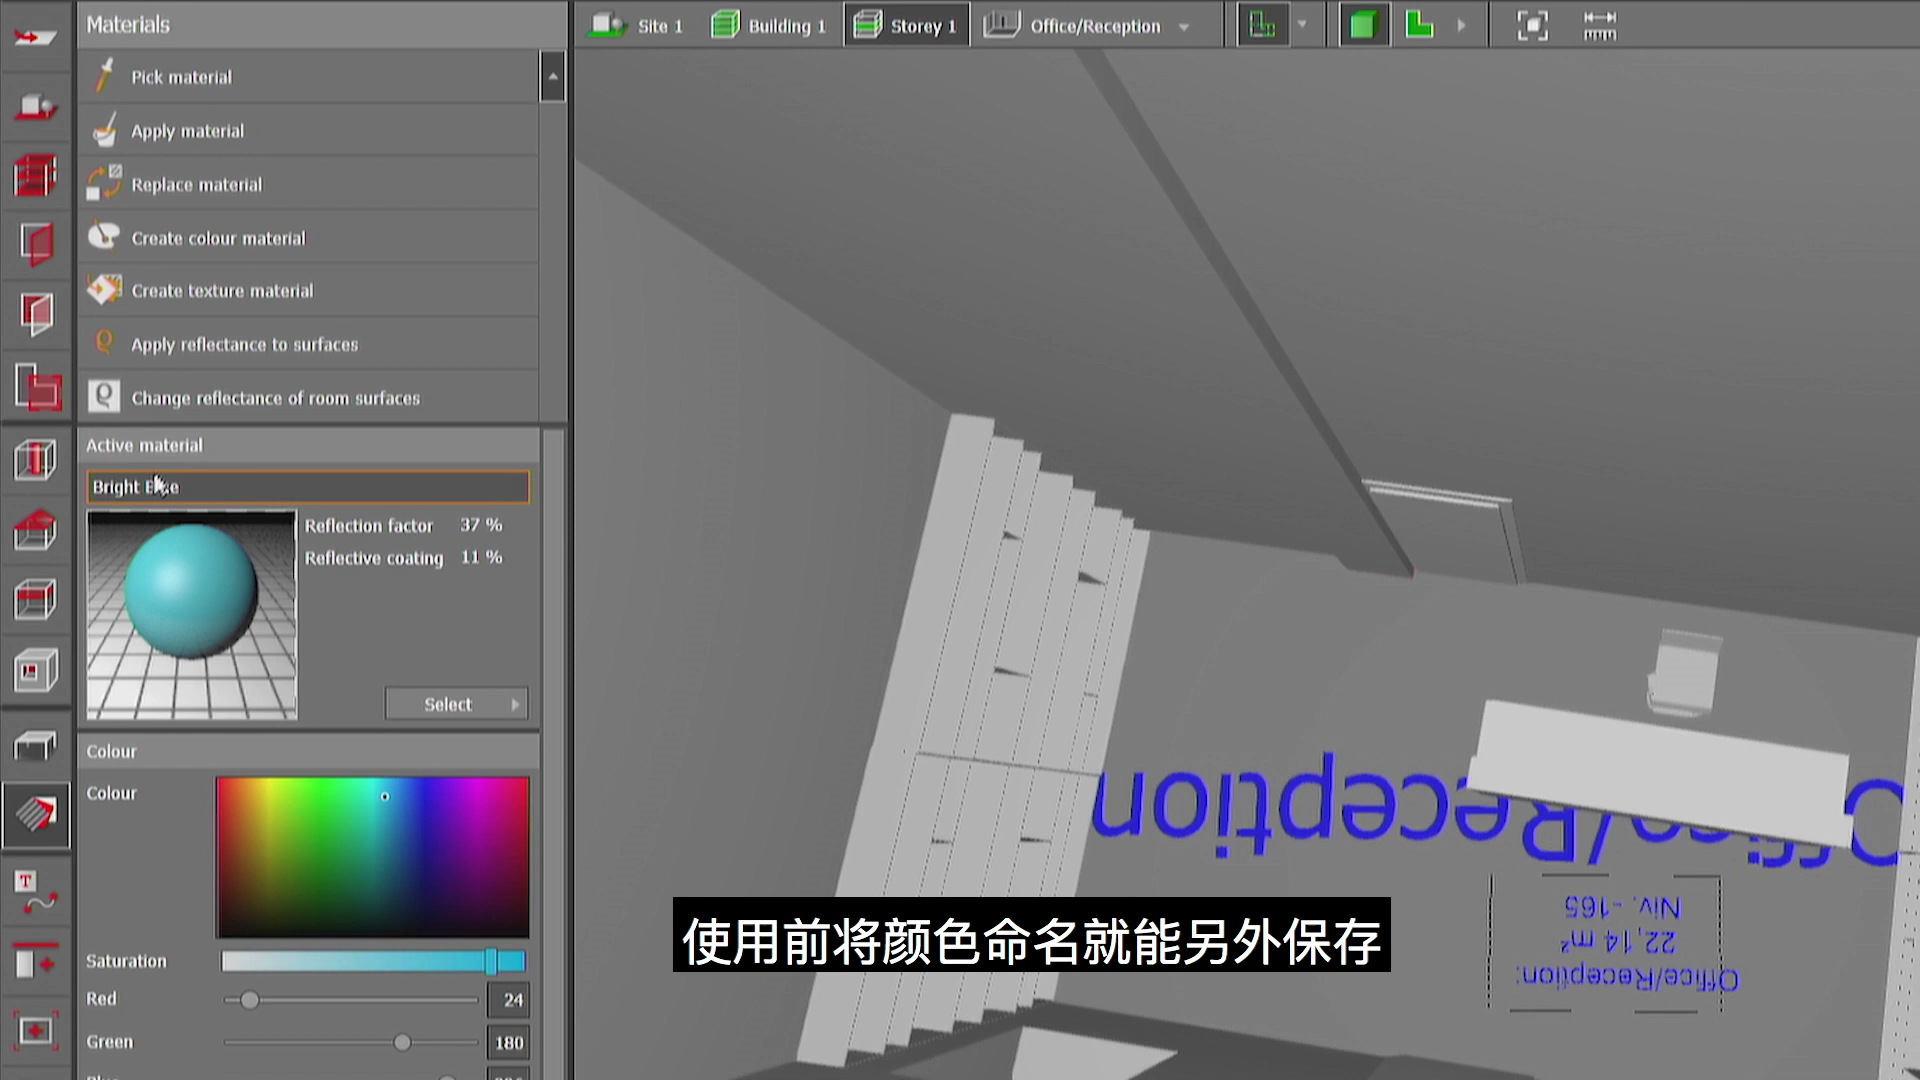 Materials
Pick material
Apply material
Replace material
Create colour material
Create texture material
Apply reflectance to surfaces
Change reflectance of room surfaces
Active material
Bright
Reflection factor 37 %
Reflective coating 11 %
Select
Colour
Colour
Saturation
Red 24
Green 180
Site 1
Building 1
Storey 1
Office/Reception
Office/Reception
Niv. -165
22,14 m²
Office/Reception:
使用前将颜色命名就能另外保存